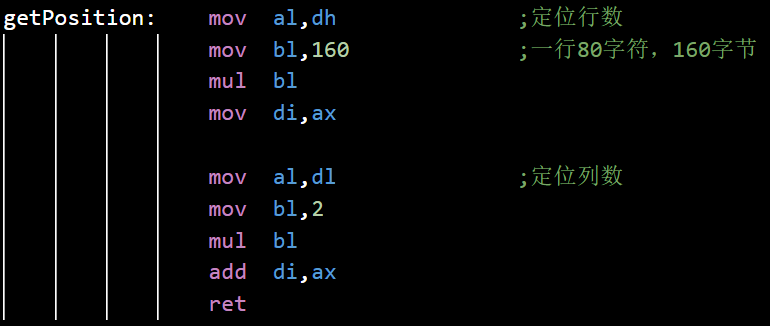 getPosition: mov al,dh ;定位行数
mov bl,160 ;一行80字符，160字节
mul bl
mov di,ax
mov al,dl ;定位列数
mov bl,2
mul bl
add di,ax
ret